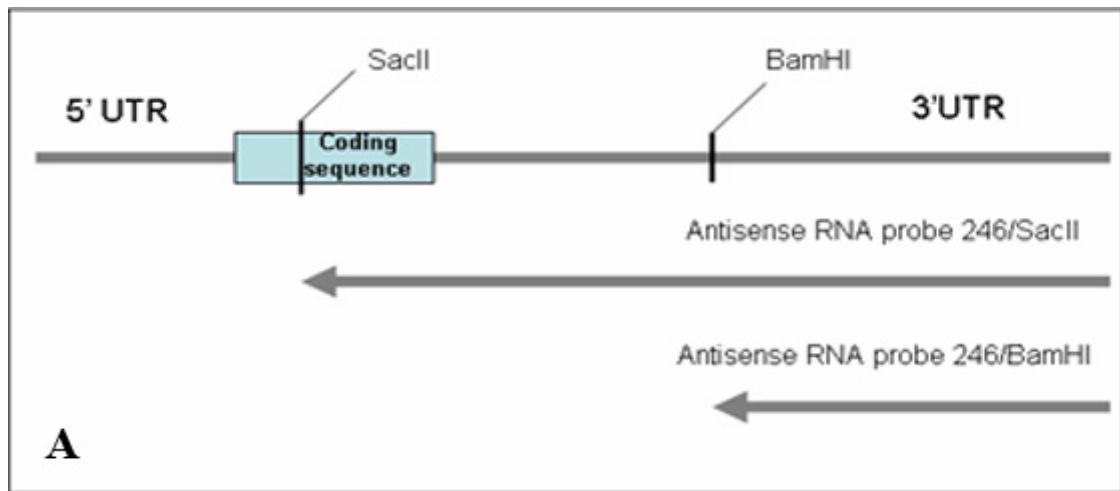 SacII
BamHI
5' UTR
3'UTR
Coding
sequence
Antisense RNA probe 246/SacII
Antisense RNA probe 246/BamHI
A